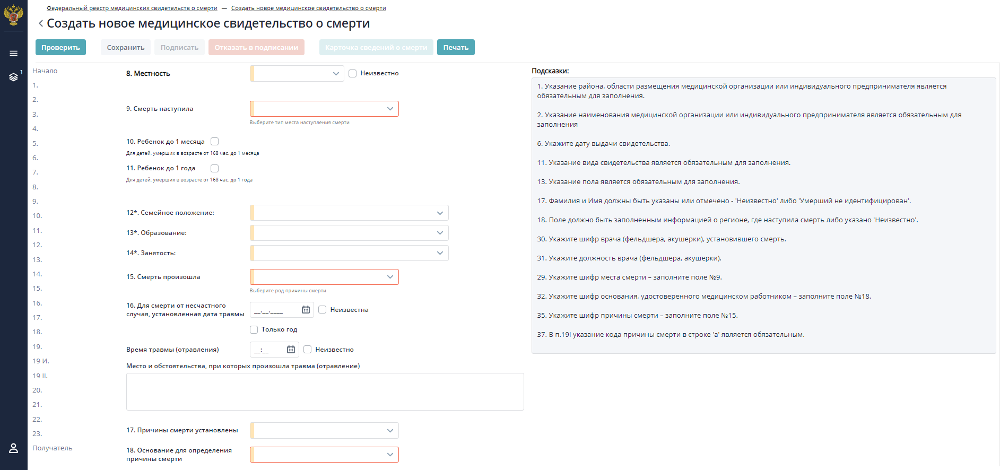 Федеральный реестр медицинских свидетельств о смерти — Создать новое медицинское свидетельство о смерти
Создать новое медицинское свидетельство о смерти
Проверить Сохранить Подписать Отказать в подписании Карточка сведений о смерти Печать
1
Начало
1.
2.
3.
4.
5.
6.
7.
8.
9.
10.
11.
12.
13.
14.
15.
16.
17.
18.
19.
19 И.
19 II.
20.
21.
22.
23.
Получатель
8. Местность
Неизвестно
9. Смерть наступила
Выберите тип места наступления смерти
10. Ребенок до 1 месяца
Для детей, умерших в возрасте от 168 час. до 1 месяца
11. Ребенок до 1 года
Для детей, умерших в возрасте от 168 час. до 1 года
12*. Семейное положение:
13*. Образование:
14*. Занятость:
15. Смерть произошла
Выберите род причины смерти
16. Для смерти от несчастного
случая, установленная дата травмы
__.__.____
Неизвестна
Только год
Время травмы (отравления)
__:__
Неизвестно
Место и обстоятельства, при которых произошла травма (отравление)
17. Причины смерти установлены
18. Основание для определения
причины смерти
Подсказки:
1. Указание района, области размещения медицинской организации или индивидуального предпринимателя является
обязательным для заполнения.
2. Указание наименования медицинской организации или индивидуального предпринимателя является обязательным для
заполнения
6. Укажите дату выдачи свидетельства.
11. Указание вида свидетельства является обязательным для заполнения.
13. Указание пола является обязательным для заполнения.
17. Фамилия и Имя должны быть указаны или отмечено - 'Неизвестно' либо 'Умерший не идентифицирован'.
18. Поле должно быть заполненным информацией о регионе, где наступила смерть либо указано 'Неизвестно'.
30. Укажите шифр врача (фельдшера, акушерки), установившего смерть.
31. Укажите должность врача (фельдшера, акушерки).
29. Укажите шифр места смерти – заполните поле №9.
32. Укажите шифр основания, удостоверенного медицинском работником – заполните поле №18.
35. Укажите шифр причины смерти – заполните поле №15.
37. В п.19I указание кода причины смерти в строке 'а' является обязательным.